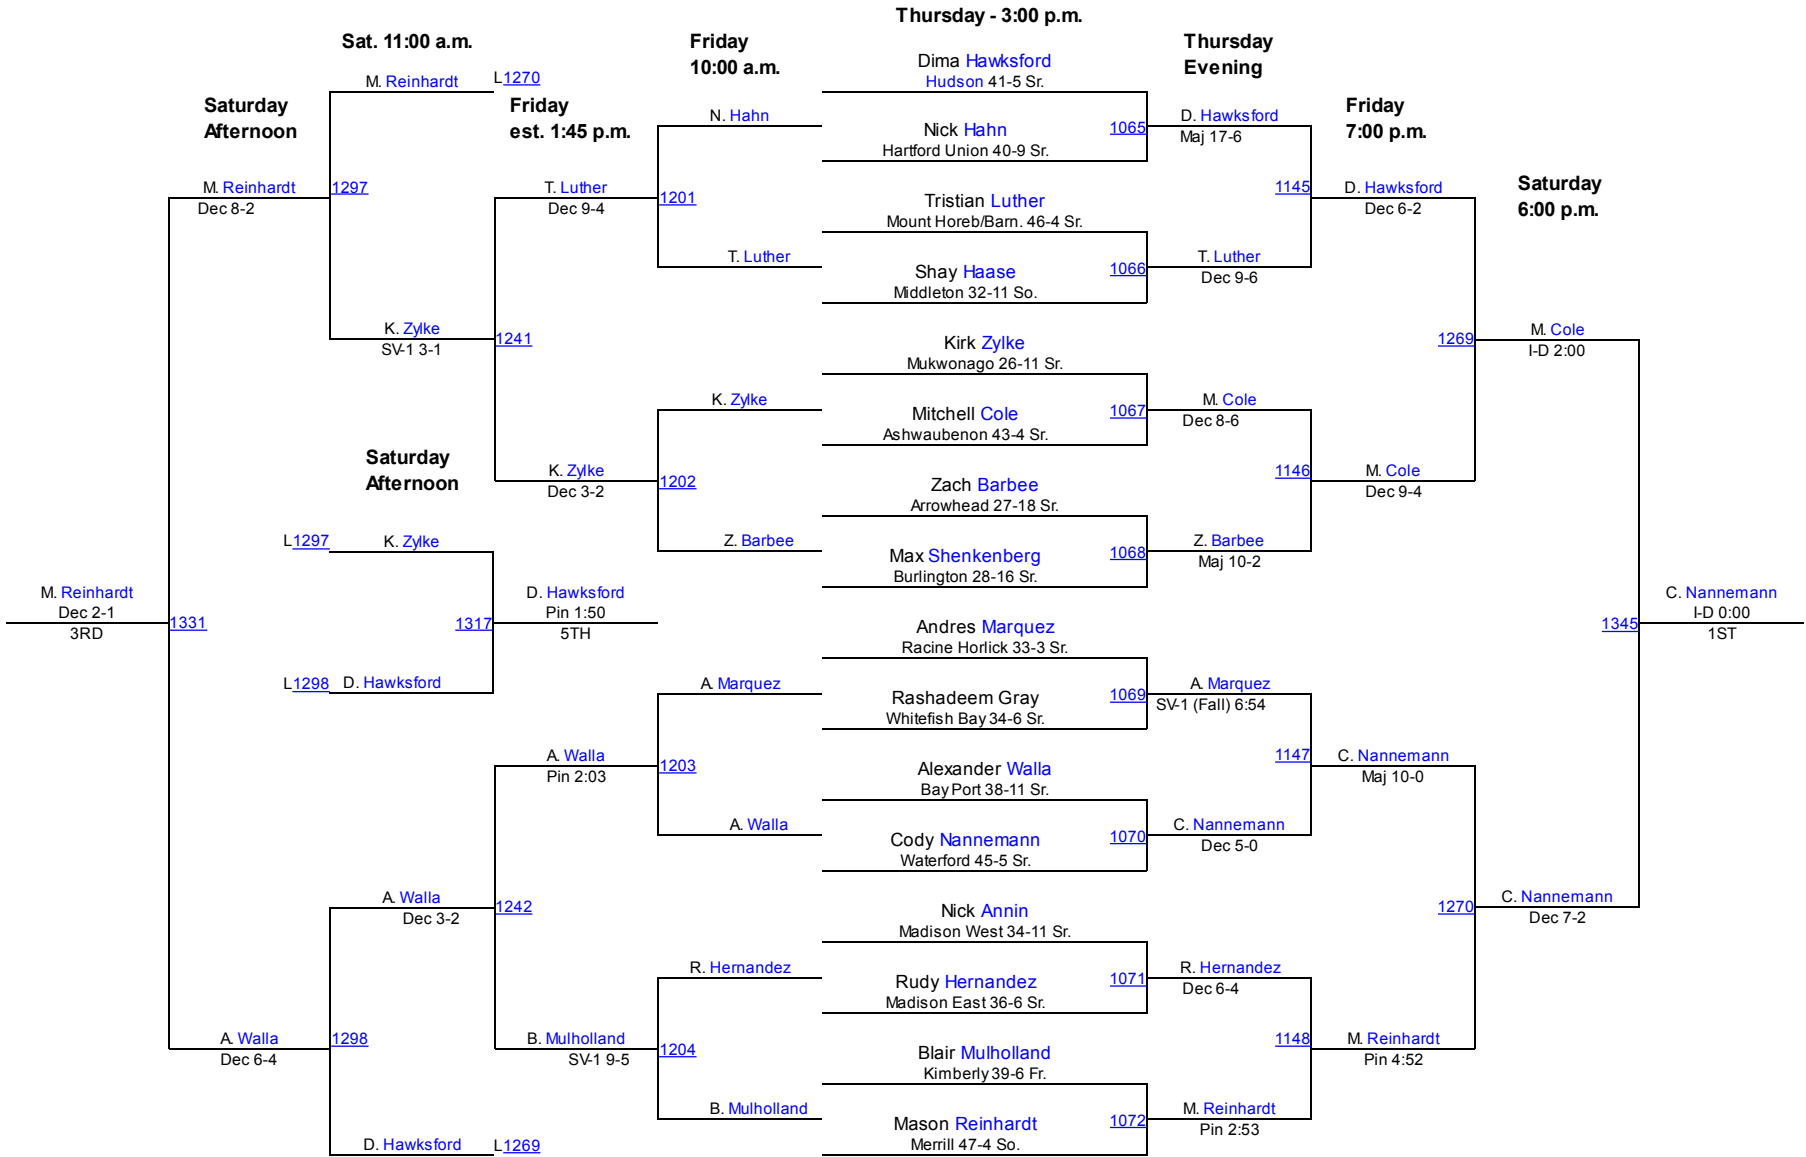 Thursday - 3:00 p.m.
Sat. 11:00 a.m.
Friday
10:00 a.m.
Thursday
Evening
Saturday
Afternoon
Friday
est. 1:45 p.m.
Friday
7:00 p.m.
Saturday
6:00 p.m.
Saturday
Afternoon
M. Reinhardt
Dec 2-1
3RD
1331
M. Reinhardt
Dec 8-2
A. Walla
Dec 6-4
M. Reinhardt L1270
1297
K. Zylke
SV-1 3-1
L1297 K. Zylke
1317
L1298 D. Hawksford
D. Hawksford
Pin 1:50
5TH
A. Walla
Dec 3-2
1298
D. Hawksford L1269
T. Luther
Dec 9-4
1241
K. Zylke
Dec 3-2
A. Walla
Pin 2:03
1242
B. Mulholland
SV-1 9-5
N. Hahn
1201
T. Luther
K. Zylke
1202
Z. Barbee
A. Marquez
1203
A. Walla
R. Hernandez
1204
B. Mulholland
Dima Hawksford
Hudson 41-5 Sr.
1065
Nick Hahn
Hartford Union 40-9 Sr.
Tristian Luther
Mount Horeb/Barn. 46-4 Sr.
1066
Shay Haase
Middleton 32-11 So.
Kirk Zylke
Mukwonago 26-11 Sr.
1067
Mitchell Cole
Ashwaubenon 43-4 Sr.
Zach Barbee
Arrowhead 27-18 Sr.
1068
Max Shenkenberg
Burlington 28-16 Sr.
Andres Marquez
Racine Horlick 33-3 Sr.
1069
Rashadeem Gray
Whitefish Bay 34-6 Sr.
Alexander Walla
Bay Port 38-11 Sr.
1070
Cody Nannemann
Waterford 45-5 Sr.
Nick Annin
Madison West 34-11 Sr.
1071
Rudy Hernandez
Madison East 36-6 Sr.
Blair Mulholland
Kimberly 39-6 Fr.
1072
Mason Reinhardt
Merrill 47-4 So.
D. Hawksford
Maj 17-6
1145
T. Luther
Dec 9-6
M. Cole
Dec 8-6
1146
Z. Barbee
Maj 10-2
A. Marquez
SV-1 (Fall) 6:54
1147
C. Nannemann
Dec 5-0
R. Hernandez
Dec 6-4
1148
M. Reinhardt
Pin 2:53
D. Hawksford
Dec 6-2
1269
M. Cole
Dec 9-4
C. Nannemann
Maj 10-0
1270
M. Reinhardt
Pin 4:52
M. Cole
I-D 2:00
1345
C. Nannemann
Dec 7-2
C. Nannemann
I-D 0:00
1ST